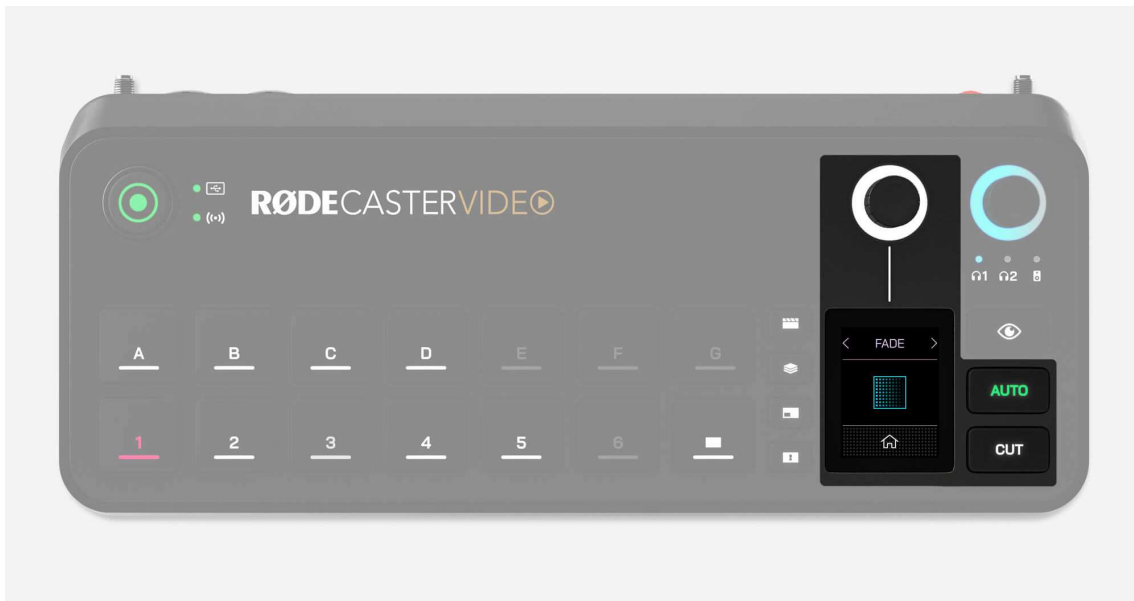 RØDECASTERVIDEO
1 2
A B C D E F G
FADE
AUTO
1 2 3 4 5 6
CUT